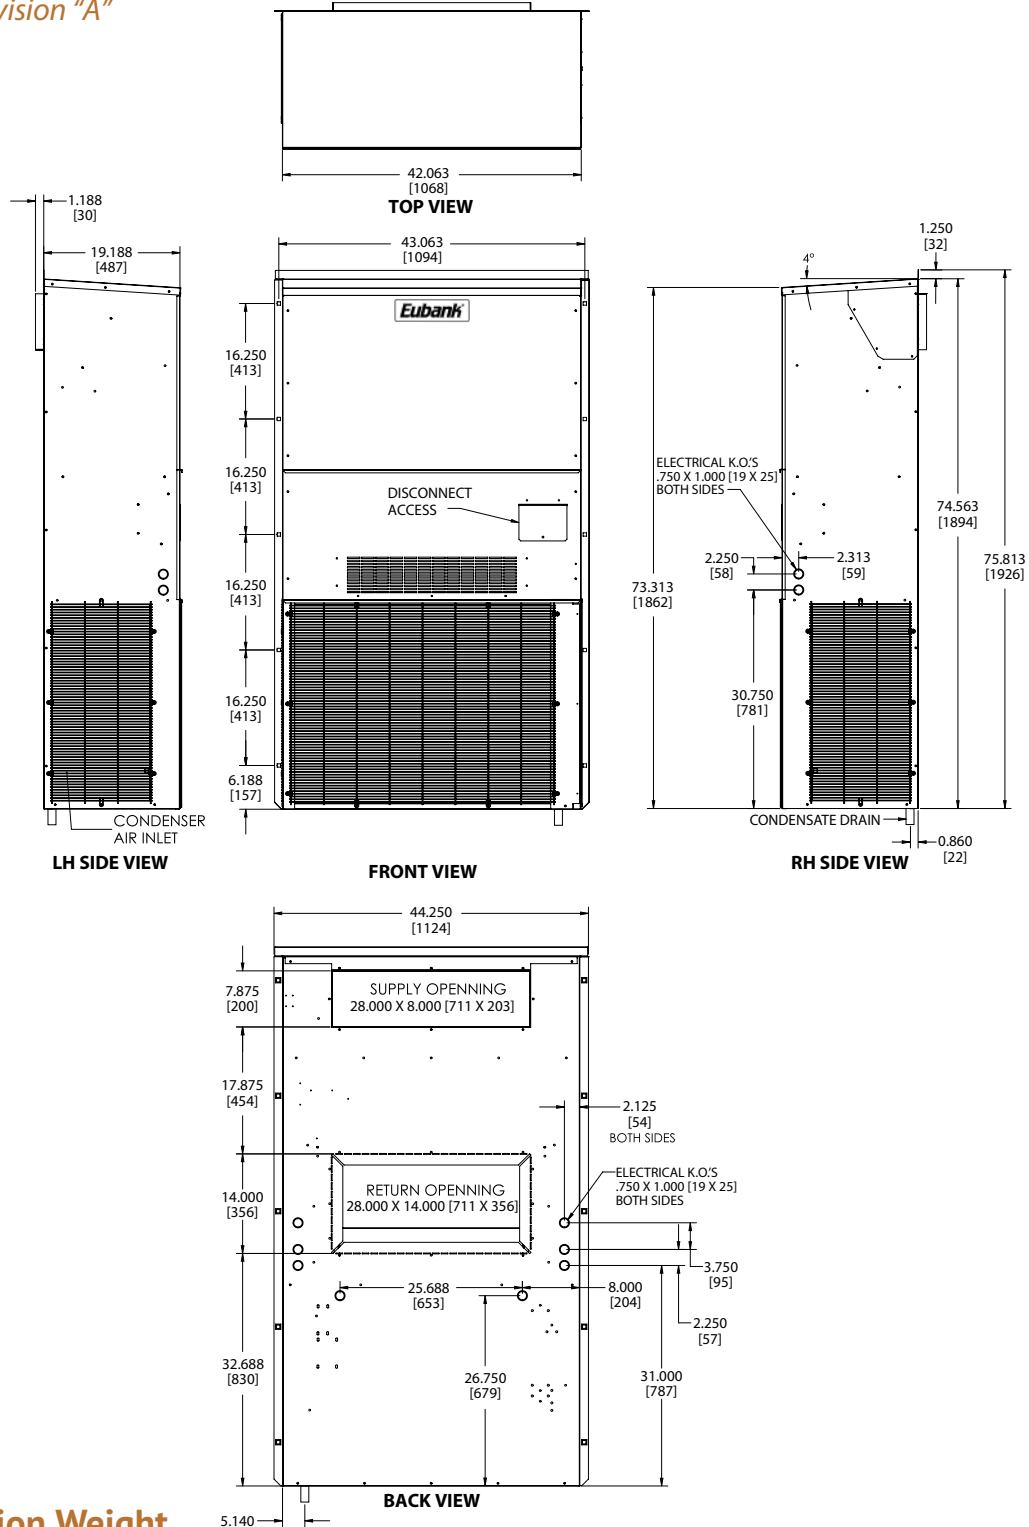 vision "A"
42.063
[1068]
TOP VIEW
1.188
[30]
19.188
[487]
43.063
[1094]
1.250
[32]
4°
Eubank
16.250
[413]
16.250
[413]
16.250
[413]
16.250
[413]
6.188
[157]
DISCONNECT
ACCESS
ELECTRICAL K.O.'S
.750 X 1.000 [19 X 25]
BOTH SIDES
2.250
[58]
2.313
[59]
73.313
[1862]
74.563
[1894]
75.813
[1926]
30.750
[781]
CONDENSER
AIR INLET
CONDENSATE DRAIN
0.860
[22]
LH SIDE VIEW
FRONT VIEW
RH SIDE VIEW
44.250
[1124]
7.875
[200]
SUPPLY OPENNING
28.000 X 8.000 [711 X 203]
17.875
[454]
2.125
[54]
BOTH SIDES
ELECTRICAL K.O.'S
.750 X 1.000 [19 X 25]
BOTH SIDES
14.000
[356]
RETURN OPENNING
28.000 X 14.000 [711 X 356]
3.750
[95]
25.688
[653]
8.000
[204]
2.250
[57]
32.688
[830]
26.750
[679]
31.000
[787]
BACK VIEW
ion Weight
5.140